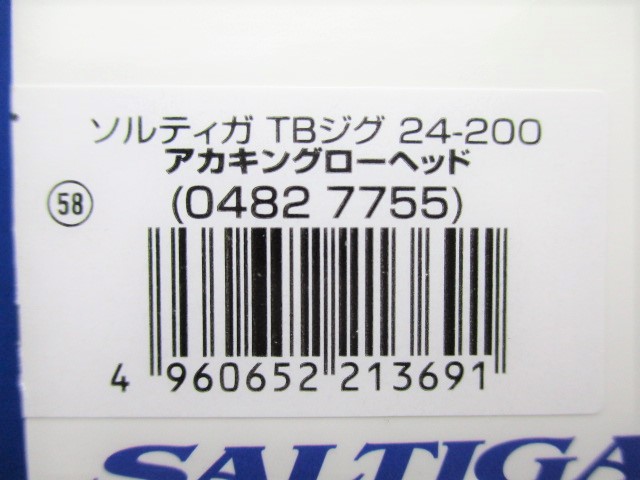 ソルティガ TBジグ 24-200
アカキングローヘッド
58
(0482 7755)
4 960652 213691
SALTIGA